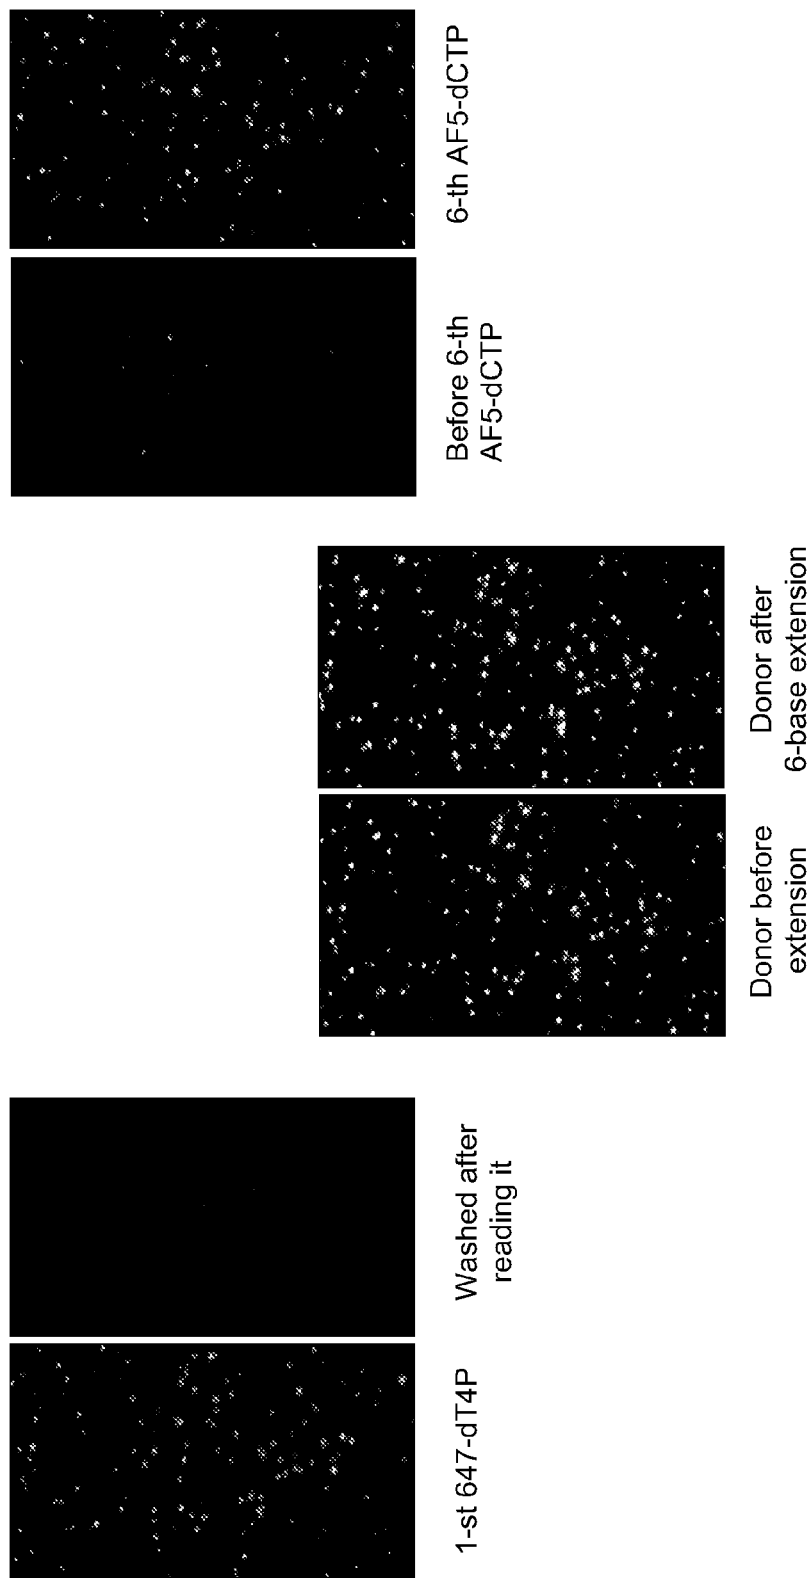 1-st 647-dT4P
Washed after
reading it
Donor before
extension
Donor after
6-base extension
Before 6-th
AF5-dCTP
6-th AF5-dCTP